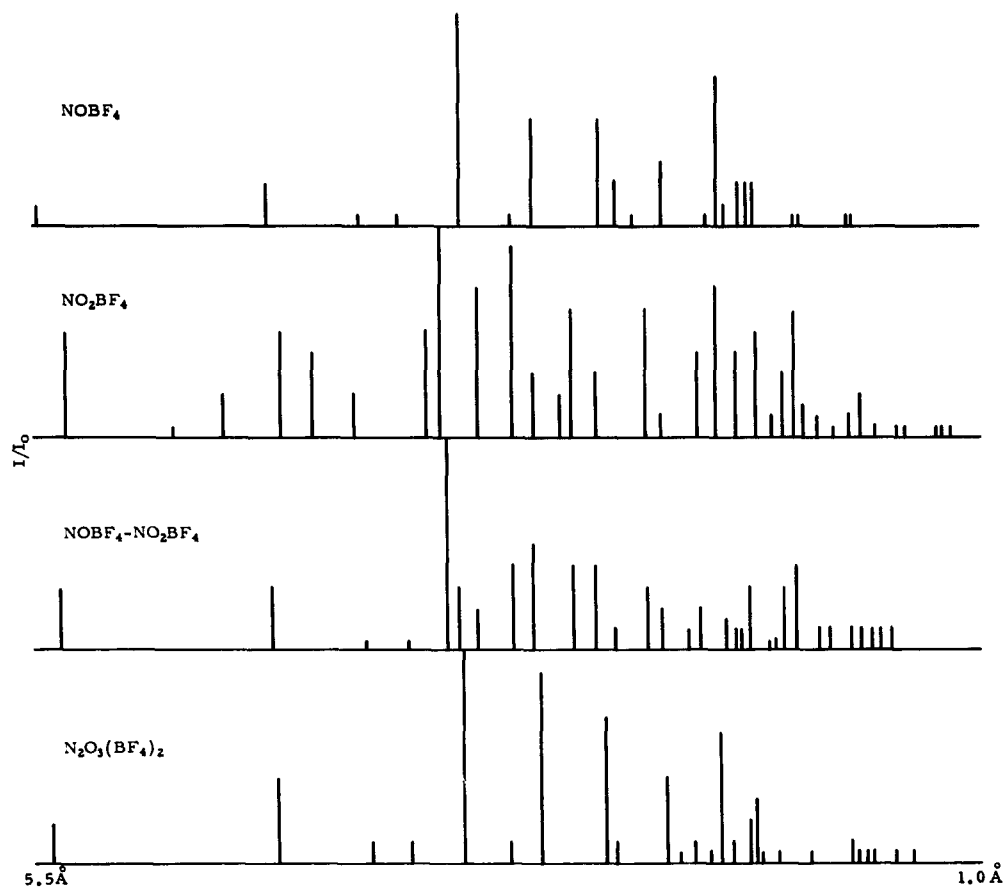 NOBF₄
NO₂BF₄
I/I₀
NOBF₄-NO₂BF₄
N₂O₃(BF₄)₂
5.5Å 1.0Å